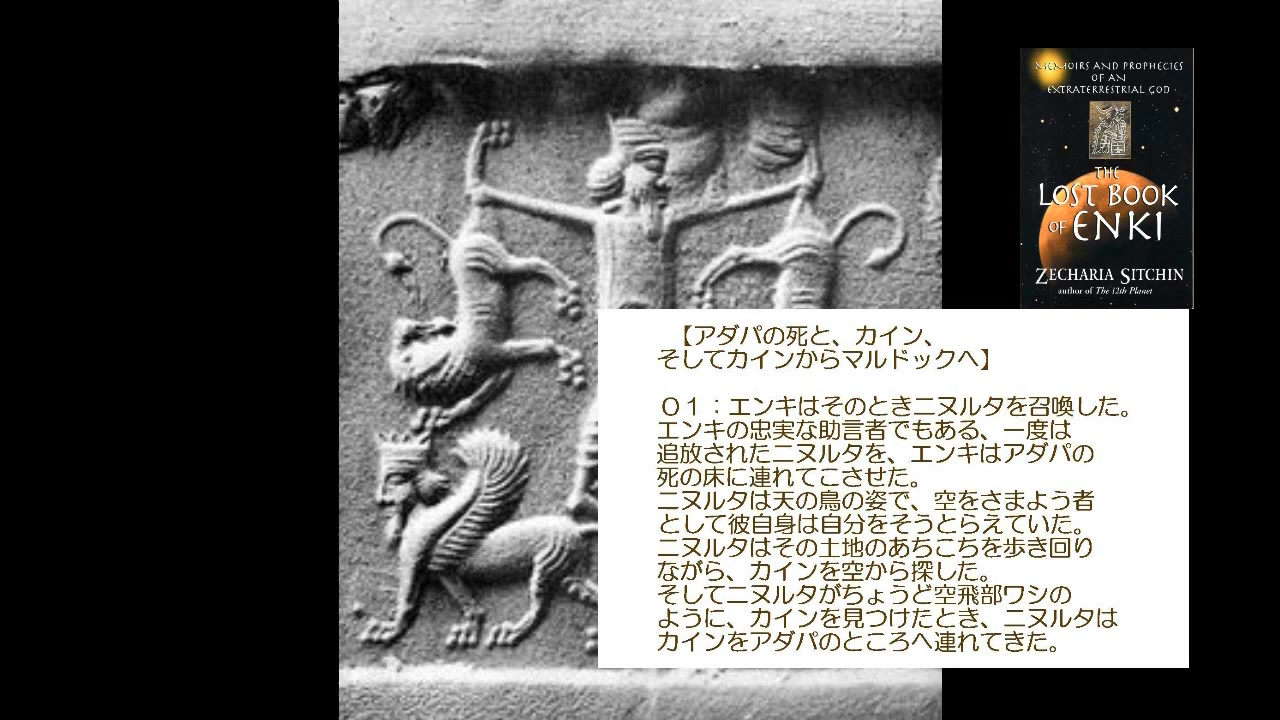 MEMOIRS AND PROPHECIES
OF AN
EXTRATERRESTRIAL GOD
THE
LOST BOOK
OF ENKI
ZECHARIA SITCHIN
author of The 12th Planet
【アダパの死と、カイン、
そしてカインからマルドックへ】
０１：エンキはそのときニヌルタを召喚した。
エンキの忠実な助言者でもある、一度は
追放されたニヌルタを、エンキはアダパの
死の床に連れてこさせた。
ニヌルタは天の鳥の姿で、空をさまよう者
として彼自身は自分をそうとらえていた。
ニヌルタはその土地のあちこちを歩き回り
ながら、カインを空から探した。
そしてニヌルタがちょうど空飛部ワシの
ように、カインを見つけたとき、ニヌルタは
カインをアダパのところへ連れてきた。